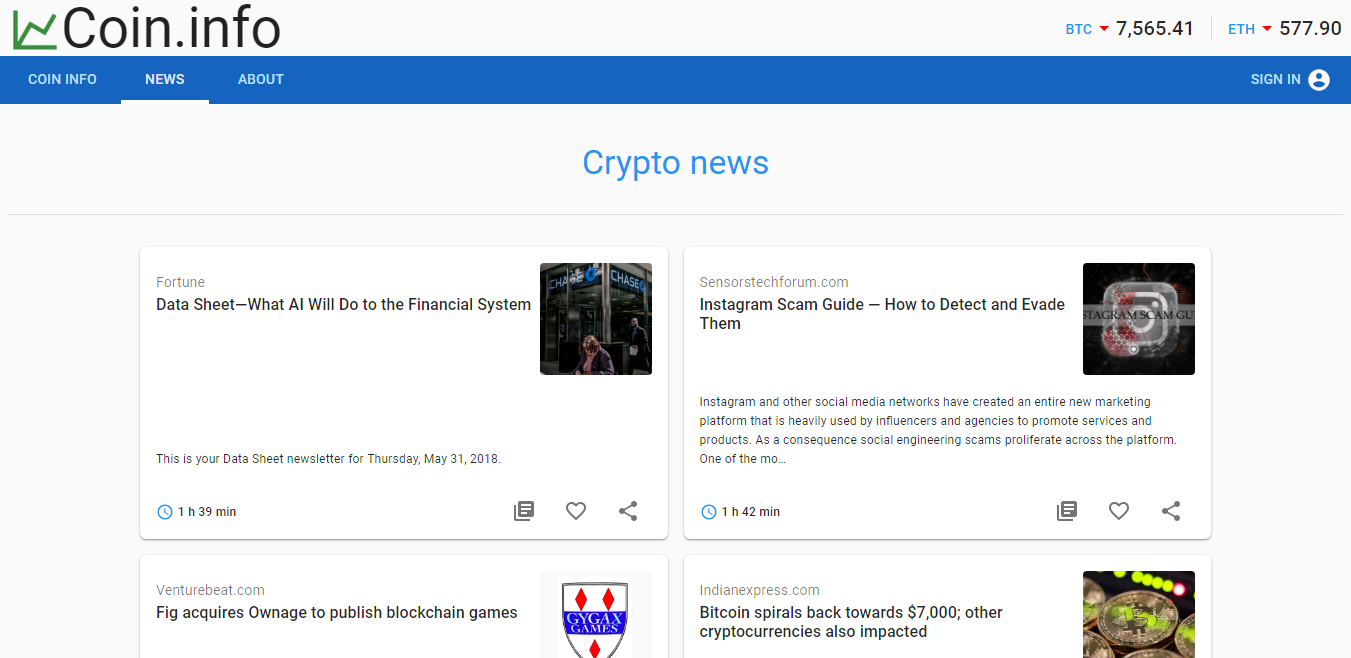 Coin.info
BTC 7,565.41 ETH 577.90
COIN INFO NEWS ABOUT SIGN IN
Crypto news
Fortune
Data Sheet—What AI Will Do to the Financial System
CHASE CHASE
This is your Data Sheet newsletter for Thursday, May 31, 2018.
1 h 39 min
Sensorstechforum.com
Instagram Scam Guide — How to Detect and Evade
Them
STAGRAM SCAM GU
Instagram and other social media networks have created an entire new marketing
platform that is heavily used by influencers and agencies to promote services and
products. As a consequence social engineering scams proliferate across the platform.
One of the mo…
1 h 42 min
Venturebeat.com
Fig acquires Ownage to publish blockchain games
GYGAX
GAMES
Indianexpress.com
Bitcoin spirals back towards $7,000; other
cryptocurrencies also impacted